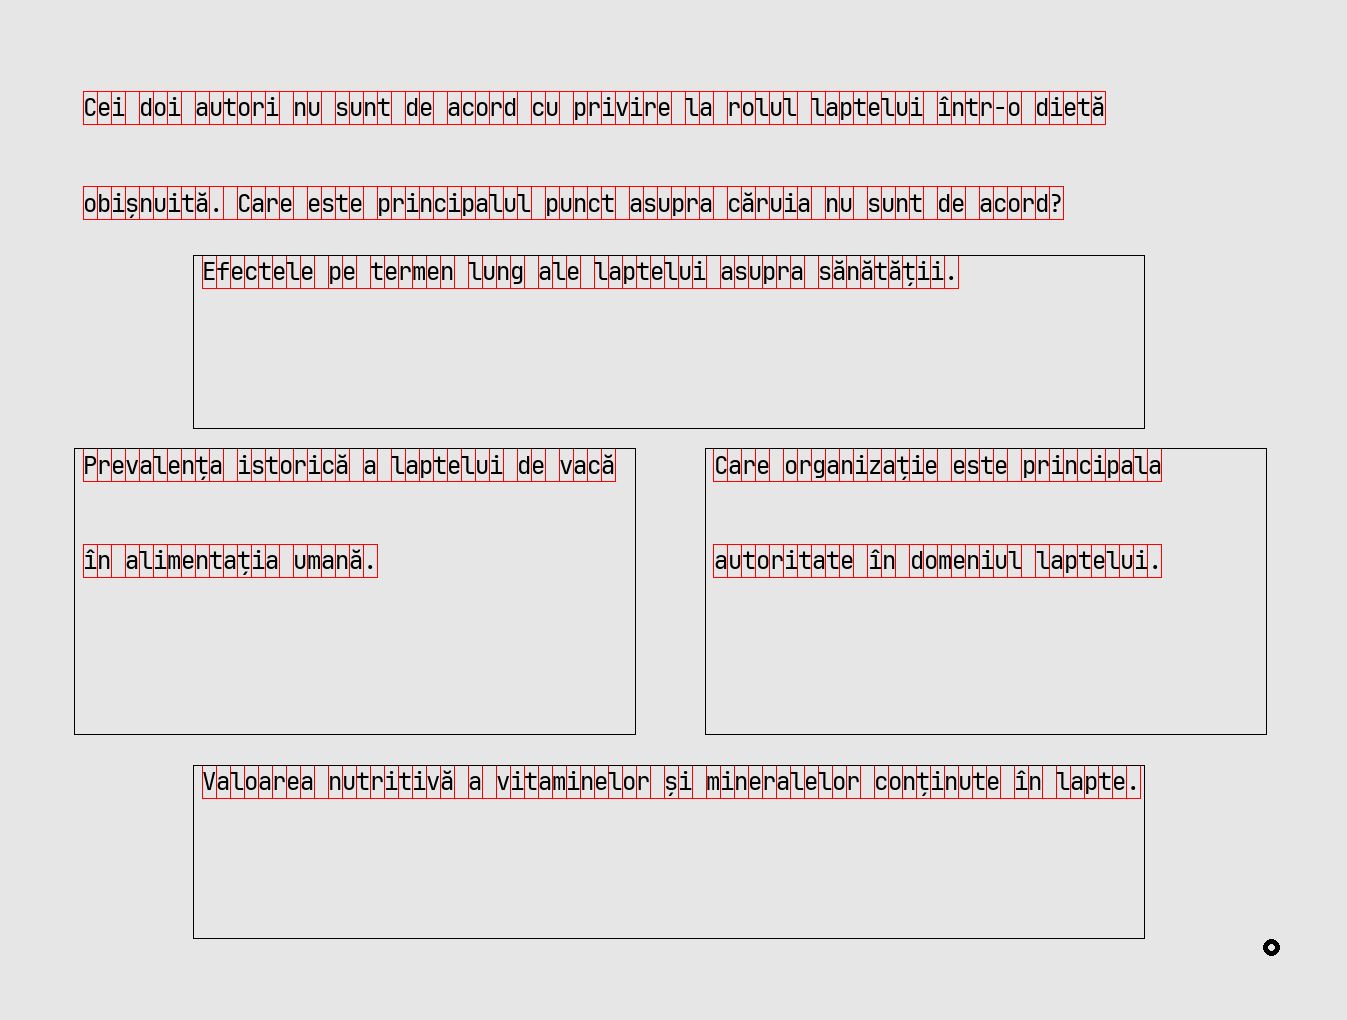 Cei doi autori nu sunt de acord cu privire la rolul laptelui într-o dietă
obișnuită. Care este principalul punct asupra căruia nu sunt de acord?
Efectele pe termen lung ale laptelui asupra sănătății.
Prevalența istorică a laptelui de vacă
în alimentația umană.
Care organizație este principala
autoritate în domeniul laptelui.
Valoarea nutritivă a vitaminelor și mineralelor conținute în lapte.